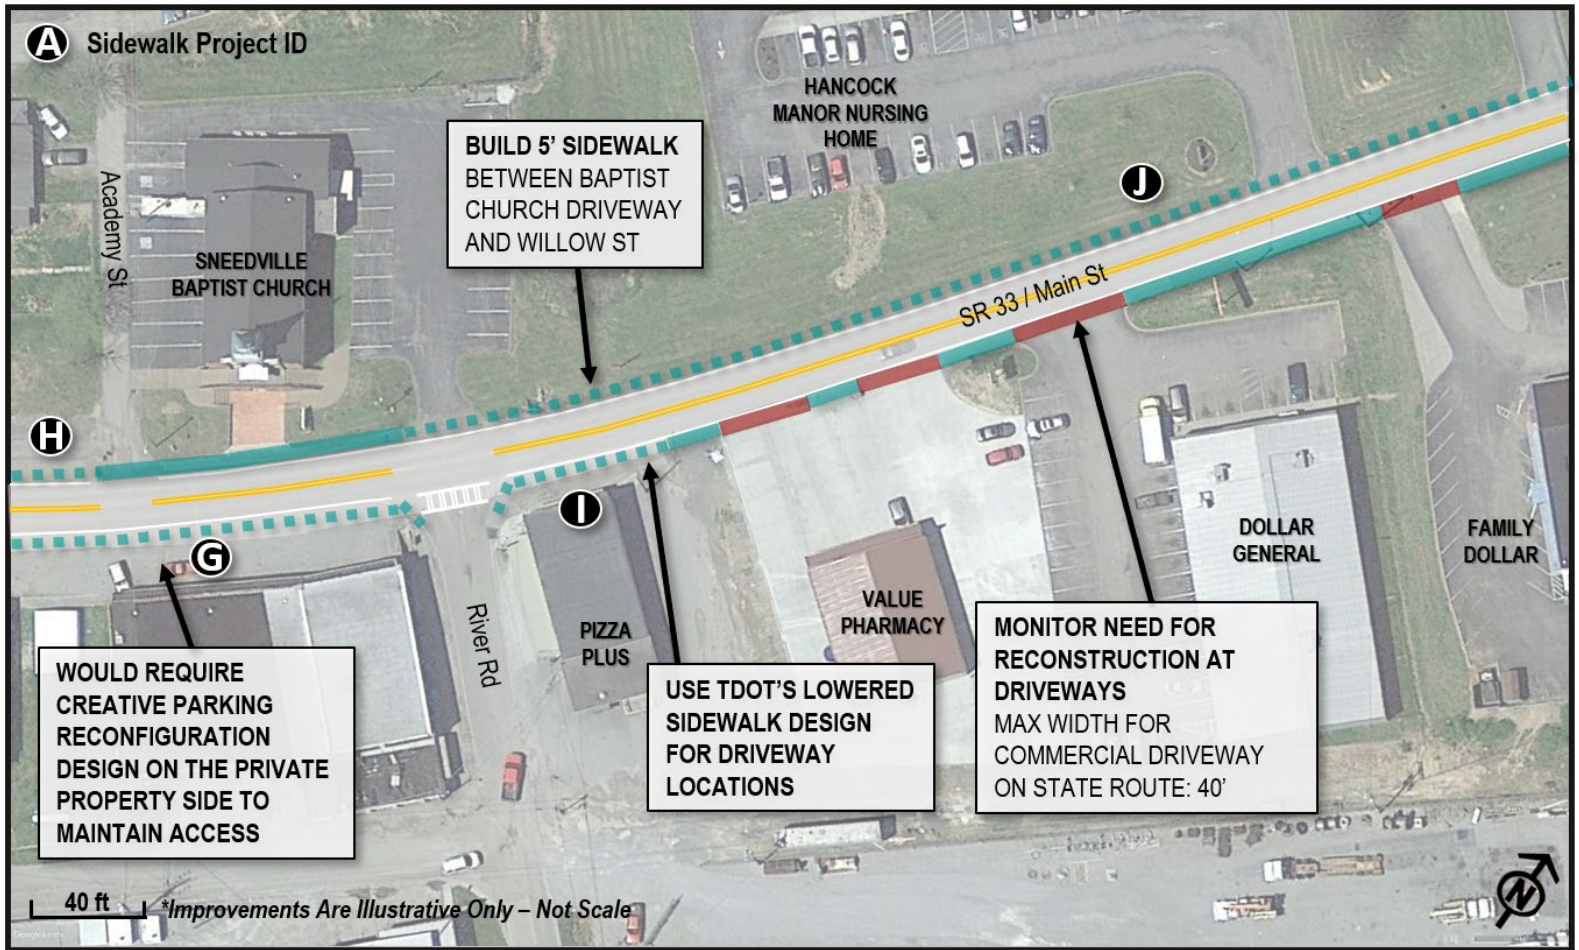 A Sidewalk Project ID
HANCOCK
MANOR NURSING
HOME
BUILD 5’ SIDEWALK
BETWEEN BAPTIST
CHURCH DRIVEWAY
AND WILLOW ST
J
Academy St
SNEEDVILLE
BAPTIST CHURCH
SR 33 / Main St
H
I
G
DOLLAR
GENERAL
FAMILY
DOLLAR
VALUE
PHARMACY
River Rd
PIZZA
PLUS
WOULD REQUIRE
CREATIVE PARKING
RECONFIGURATION
DESIGN ON THE PRIVATE
PROPERTY SIDE TO
MAINTAIN ACCESS
USE TDOT’S LOWERED
SIDEWALK DESIGN
FOR DRIVEWAY
LOCATIONS
MONITOR NEED FOR
RECONSTRUCTION AT
DRIVEWAYS
MAX WIDTH FOR
COMMERCIAL DRIVEWAY
ON STATE ROUTE: 40’
40 ft
*Improvements Are Illustrative Only – Not Scale
Google Earth
N